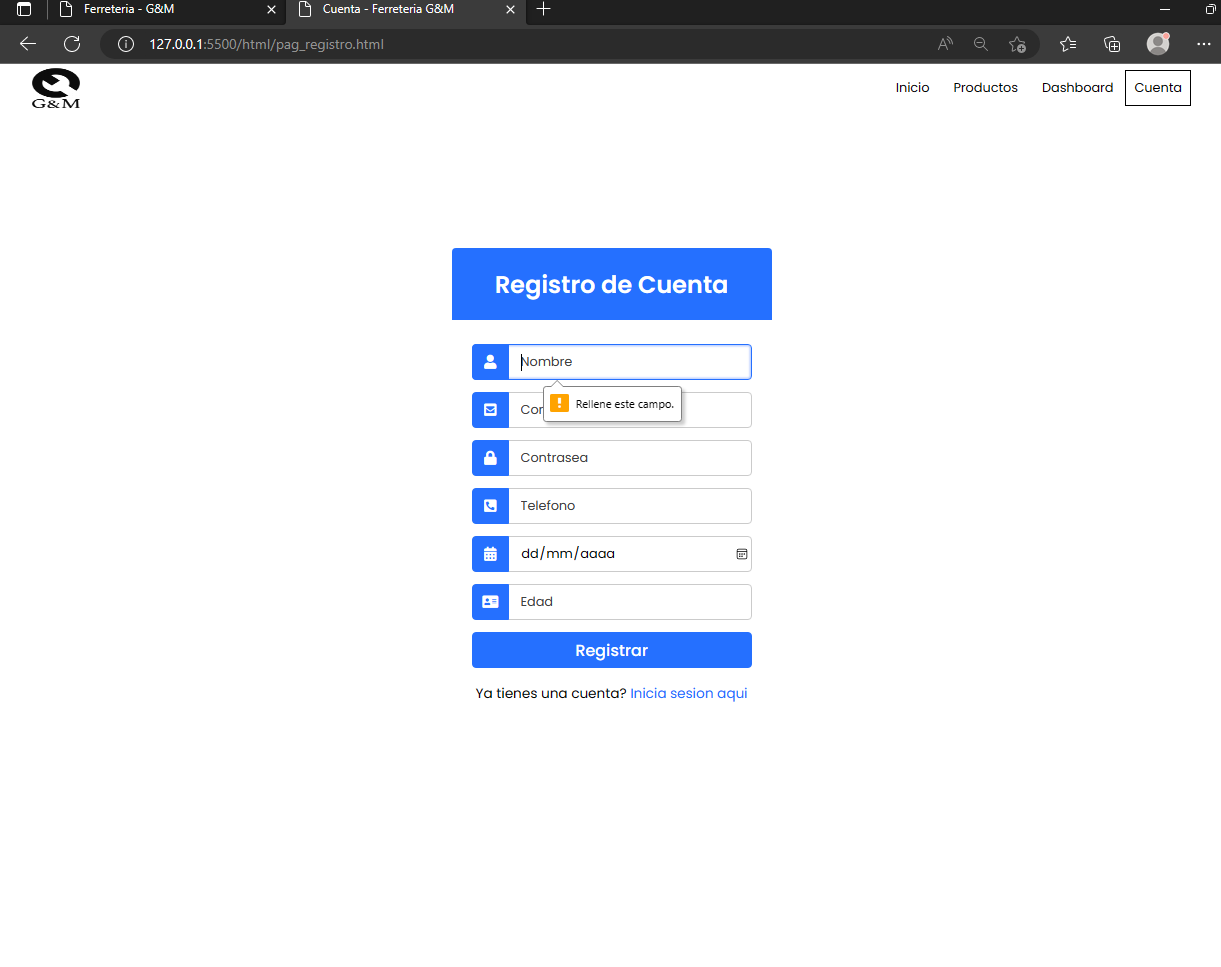 Ferreteria - G&M
Cuenta - Ferreteria G&M
127.0.0.1:5500/html/pag_registro.html
G&M
Inicio Productos Dashboard Cuenta
Registro de Cuenta
Nombre
Rellene este campo.
Contrasea
Telefono
dd/mm/aaaa
Edad
Registrar
Ya tienes una cuenta? Inicia sesion aqui